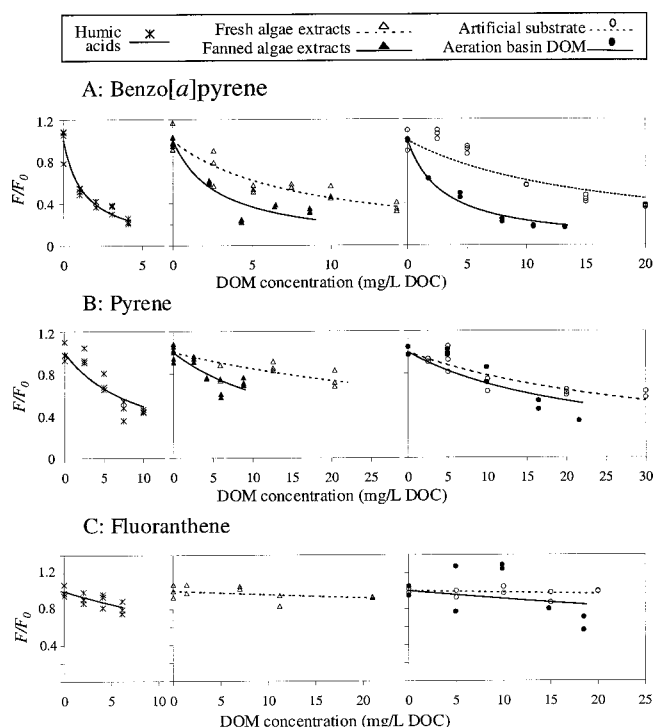 Humic acids
Fresh algae extracts
Fanned algae extracts
Artificial substrate
Aeration basin DOM
A: Benzo[a]pyrene
F/F0
1.2
0.8
0.4
0
0 5
0 5 10
0 5 10 15 20
DOM concentration (mg/L DOC)
B: Pyrene
F/F0
1.2
0.8
0.4
0
0 5 10
0 5 10 15 20 25
0 5 10 15 20 25 30
DOM concentration (mg/L DOC)
C: Fluoranthene
F/F0
1.2
0.8
0.4
0 5 10
0 5 10 15 20
0 5 10 15 20 25
DOM concentration (mg/L DOC)